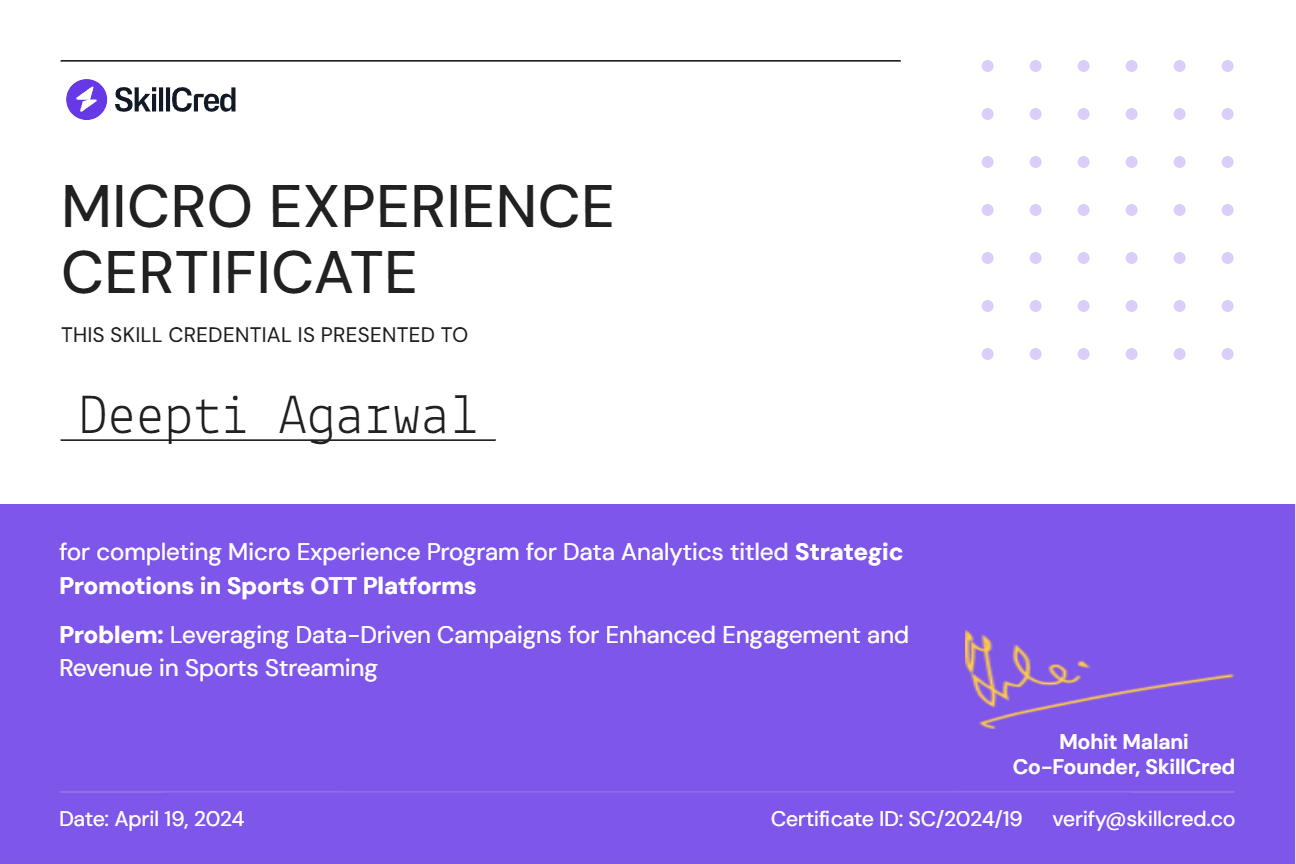 SkillCred
MICRO EXPERIENCE
CERTIFICATE
THIS SKILL CREDENTIAL IS PRESENTED TO
Deepti Agarwal
for completing Micro Experience Program for Data Analytics titled Strategic
Promotions in Sports OTT Platforms
Problem: Leveraging Data-Driven Campaigns for Enhanced Engagement and
Revenue in Sports Streaming
Mohit Malani
Co-Founder, SkillCred
Date: April 19, 2024
Certificate ID: SC/2024/19
verify@skillcred.co